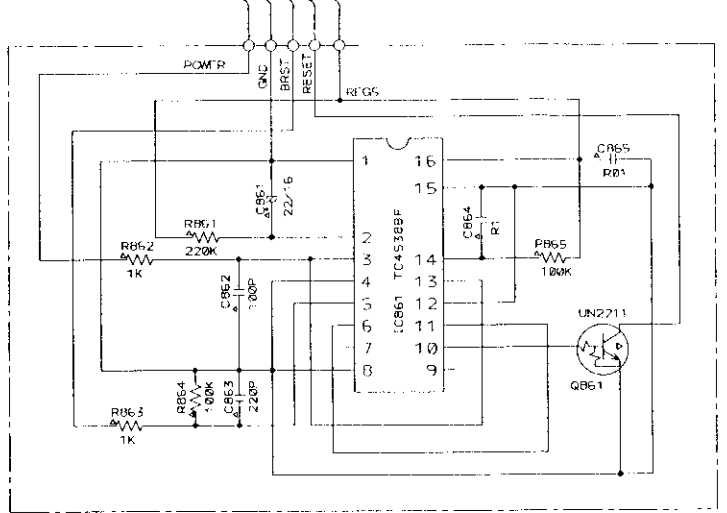 POWER
GND
BRST
RESET
REGS
C861
22/16
R861
220K
R862
1K
C862
100P
R864
100K
C863
220P
R863
1K
1
2
3
4
5
6
7
8
16
15
14
13
12
11
10
9
IC861 TC4538BF
C864
R1
C865
R01
R865
100K
UN2211
Q861